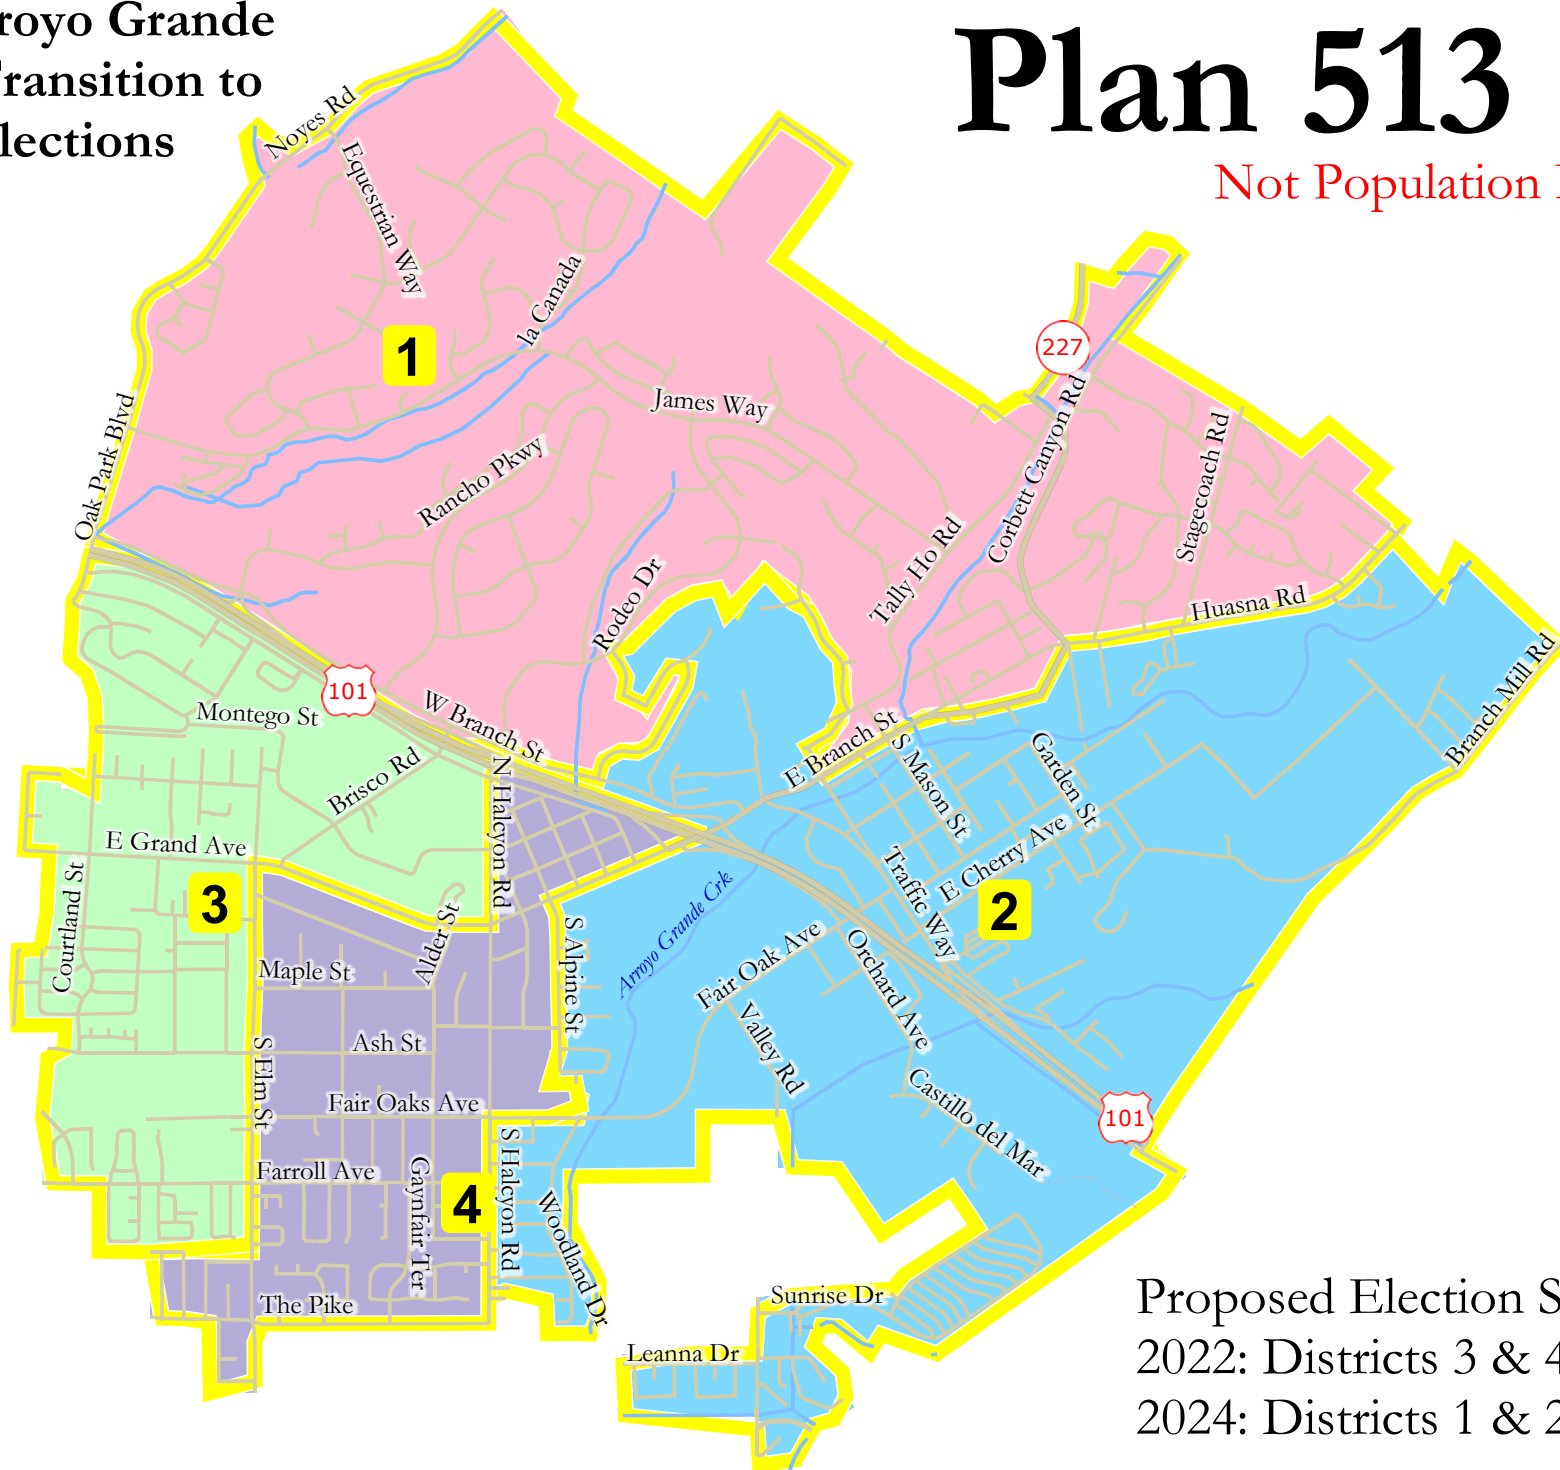 royo Grande
ransition to
lections
Plan 513
Not Population
Noyes Rd
Equestrian Way
la Canada
1
227
James Way
Oak Park Blvd
Rancho Pkwy
Corbett Canyon Rd
Stagecoach Rd
Tally Ho Rd
Rodeo Dr
Huasna Rd
101
W Branch St
Montego St
Branch Mill Rd
E Branch St
Brisco Rd
N Halcyon Rd
S Mason St
Garden St
E Grand Ave
E Cherry Ave
Traffic Way
3
2
Courtland St
Alder St
S Alpine St
Arroyo Grande Crk
Fair Oak Ave
Orchard Ave
Maple St
Valley Rd
Ash St
S Elm St
Castillo del Mar
Fair Oaks Ave
101
Farroll Ave
Gaynfair Ter
4
S Halcyon Rd
Woodland Dr
The Pike
Sunrise Dr
Leanna Dr
Proposed Election S
2022: Districts 3 & 4
2024: Districts 1 & 2